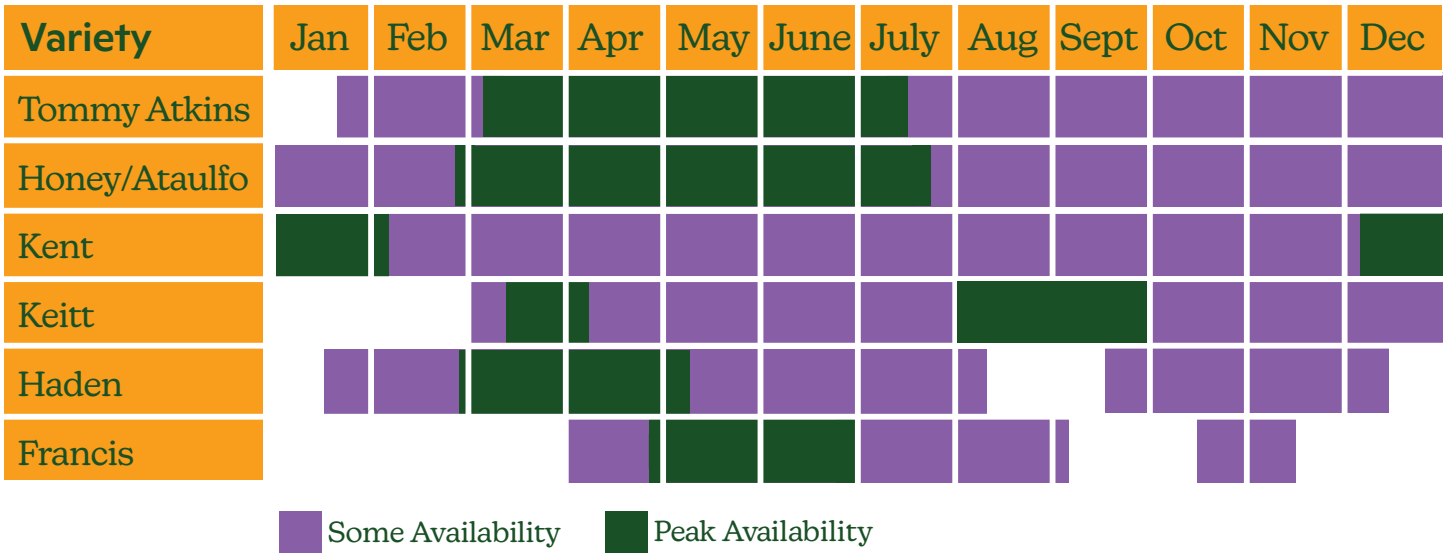 Variety Jan Feb Mar Apr May June July Aug Sept Oct Nov Dec
Tommy Atkins
Honey/Ataulfo
Kent
Keitt
Haden
Francis
Some Availability Peak Availability